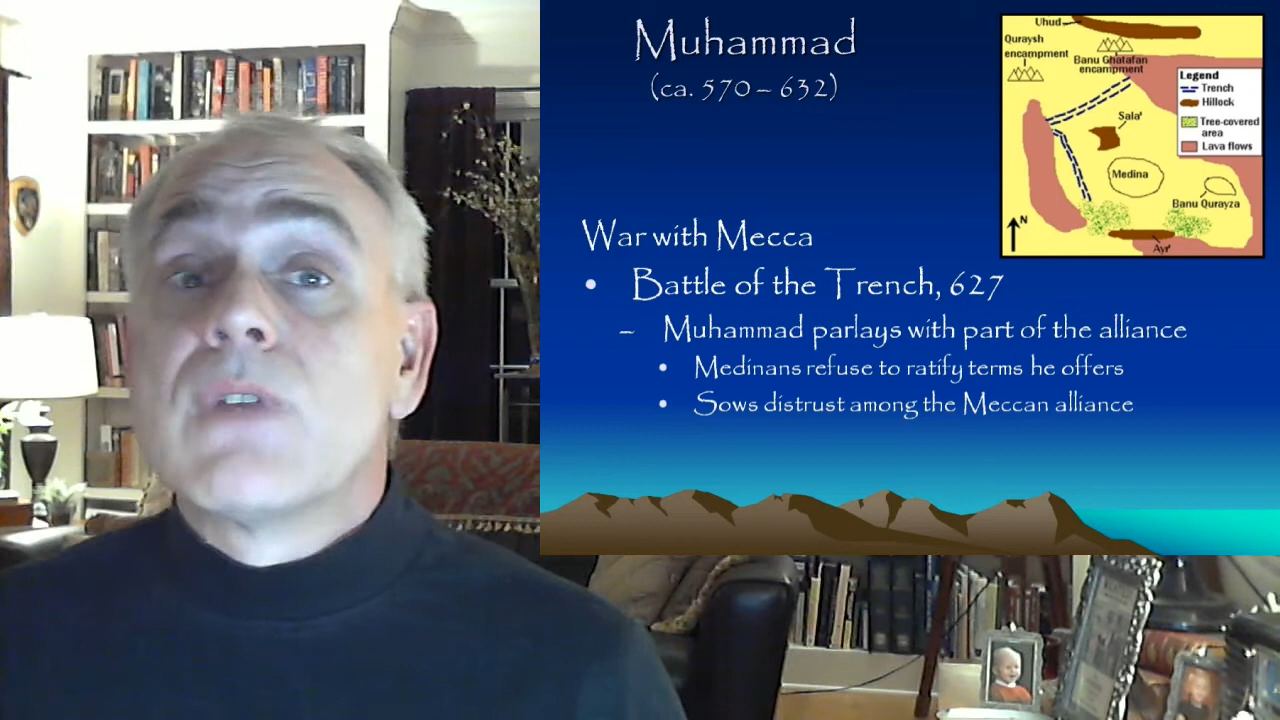 Muhammad
(ca. 570 – 632)
War with Mecca
• Battle of the Trench, 627
– Muhammad parlays with part of the alliance
• Medinans refuse to ratify terms he offers
• Sows distrust among the Meccan alliance
Uhud
Quraysh
encampment
Banu Ghatafan
encampment
Legend
Trench
Hillock
Tree-covered
area
Lava flows
Sala'
Medina
Banu Qurayza
N
Ayr'